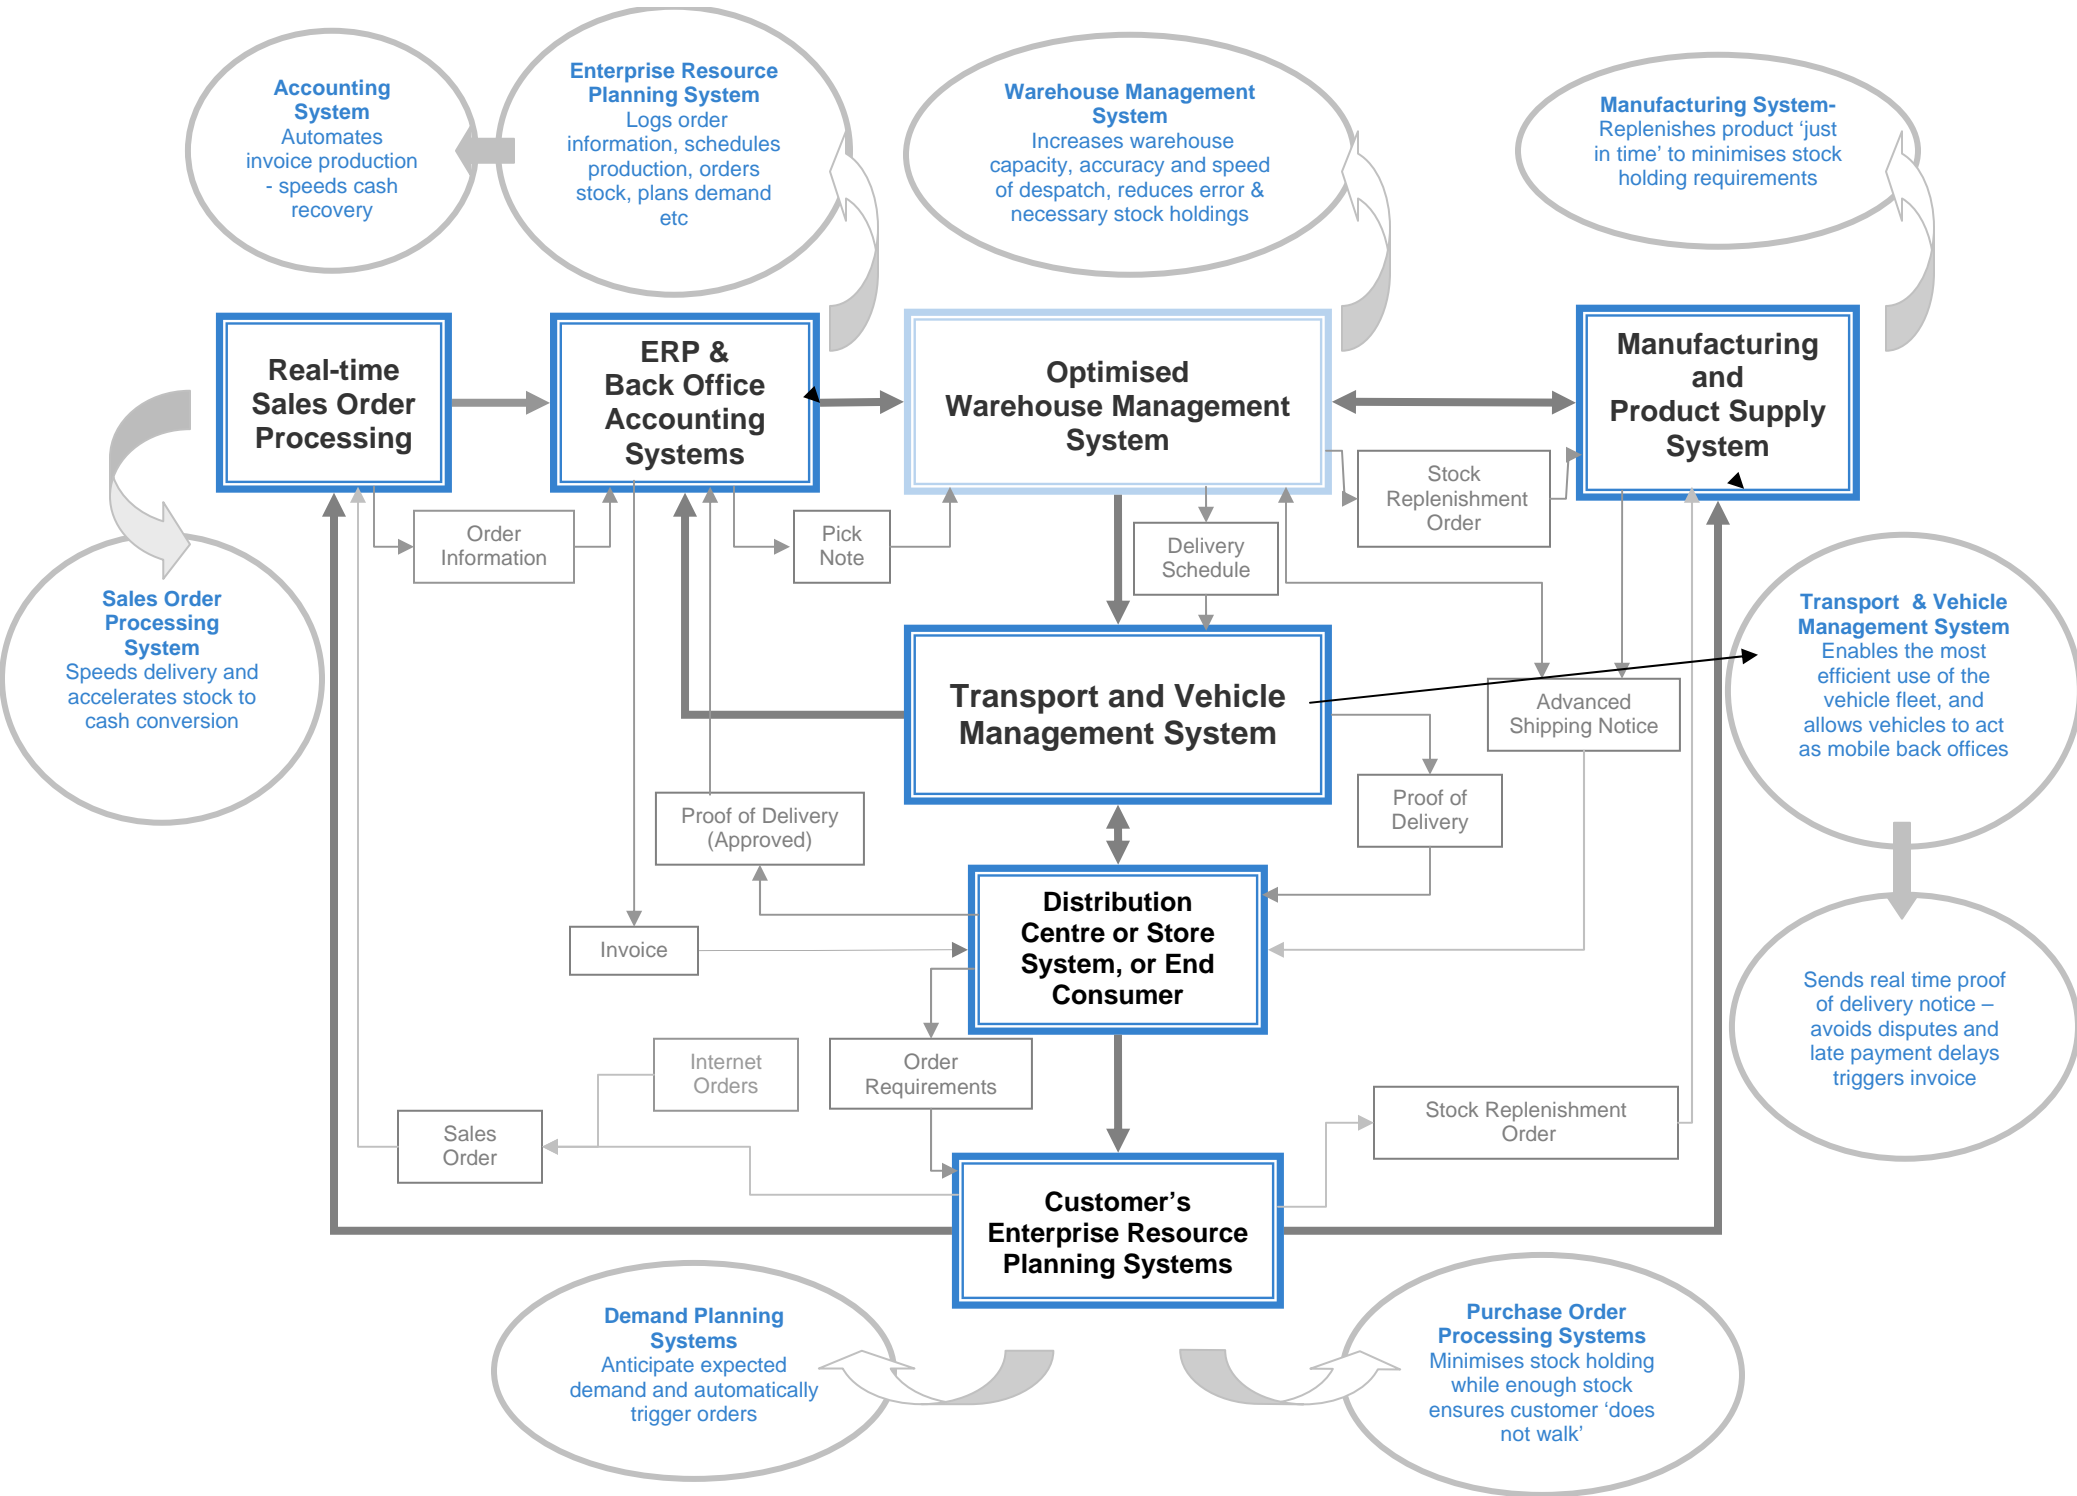 Accounting
System
Automates
invoice production
- speeds cash
recovery
Enterprise Resource
Planning System
Logs order
information, schedules
production, orders
stock, plans demand
etc
Warehouse Management
System
Increases warehouse
capacity, accuracy and speed
of despatch, reduces error &
necessary stock holdings
Manufacturing System-
Replenishes product ‘just
in time’ to minimises stock
holding requirements
Real-time
Sales Order
Processing
ERP &
Back Office
Accounting
Systems
Optimised
Warehouse Management
System
Manufacturing
and
Product Supply
System
Order
Information
Pick
Note
Delivery
Schedule
Stock
Replenishment
Order
Sales Order
Processing
System
Speeds delivery and
accelerates stock to
cash conversion
Transport and Vehicle
Management System
Advanced
Shipping Notice
Transport & Vehicle
Management System
Enables the most
efficient use of the
vehicle fleet, and
allows vehicles to act
as mobile back offices
Proof of Delivery
(Approved)
Proof of
Delivery
Invoice
Distribution
Centre or Store
System, or End
Consumer
Sends real time proof
of delivery notice –
avoids disputes and
late payment delays
triggers invoice
Internet
Orders
Order
Requirements
Sales
Order
Stock Replenishment
Order
Customer’s
Enterprise Resource
Planning Systems
Demand Planning
Systems
Anticipate expected
demand and automatically
trigger orders
Purchase Order
Processing Systems
Minimises stock holding
while enough stock
ensures customer ‘does
not walk’